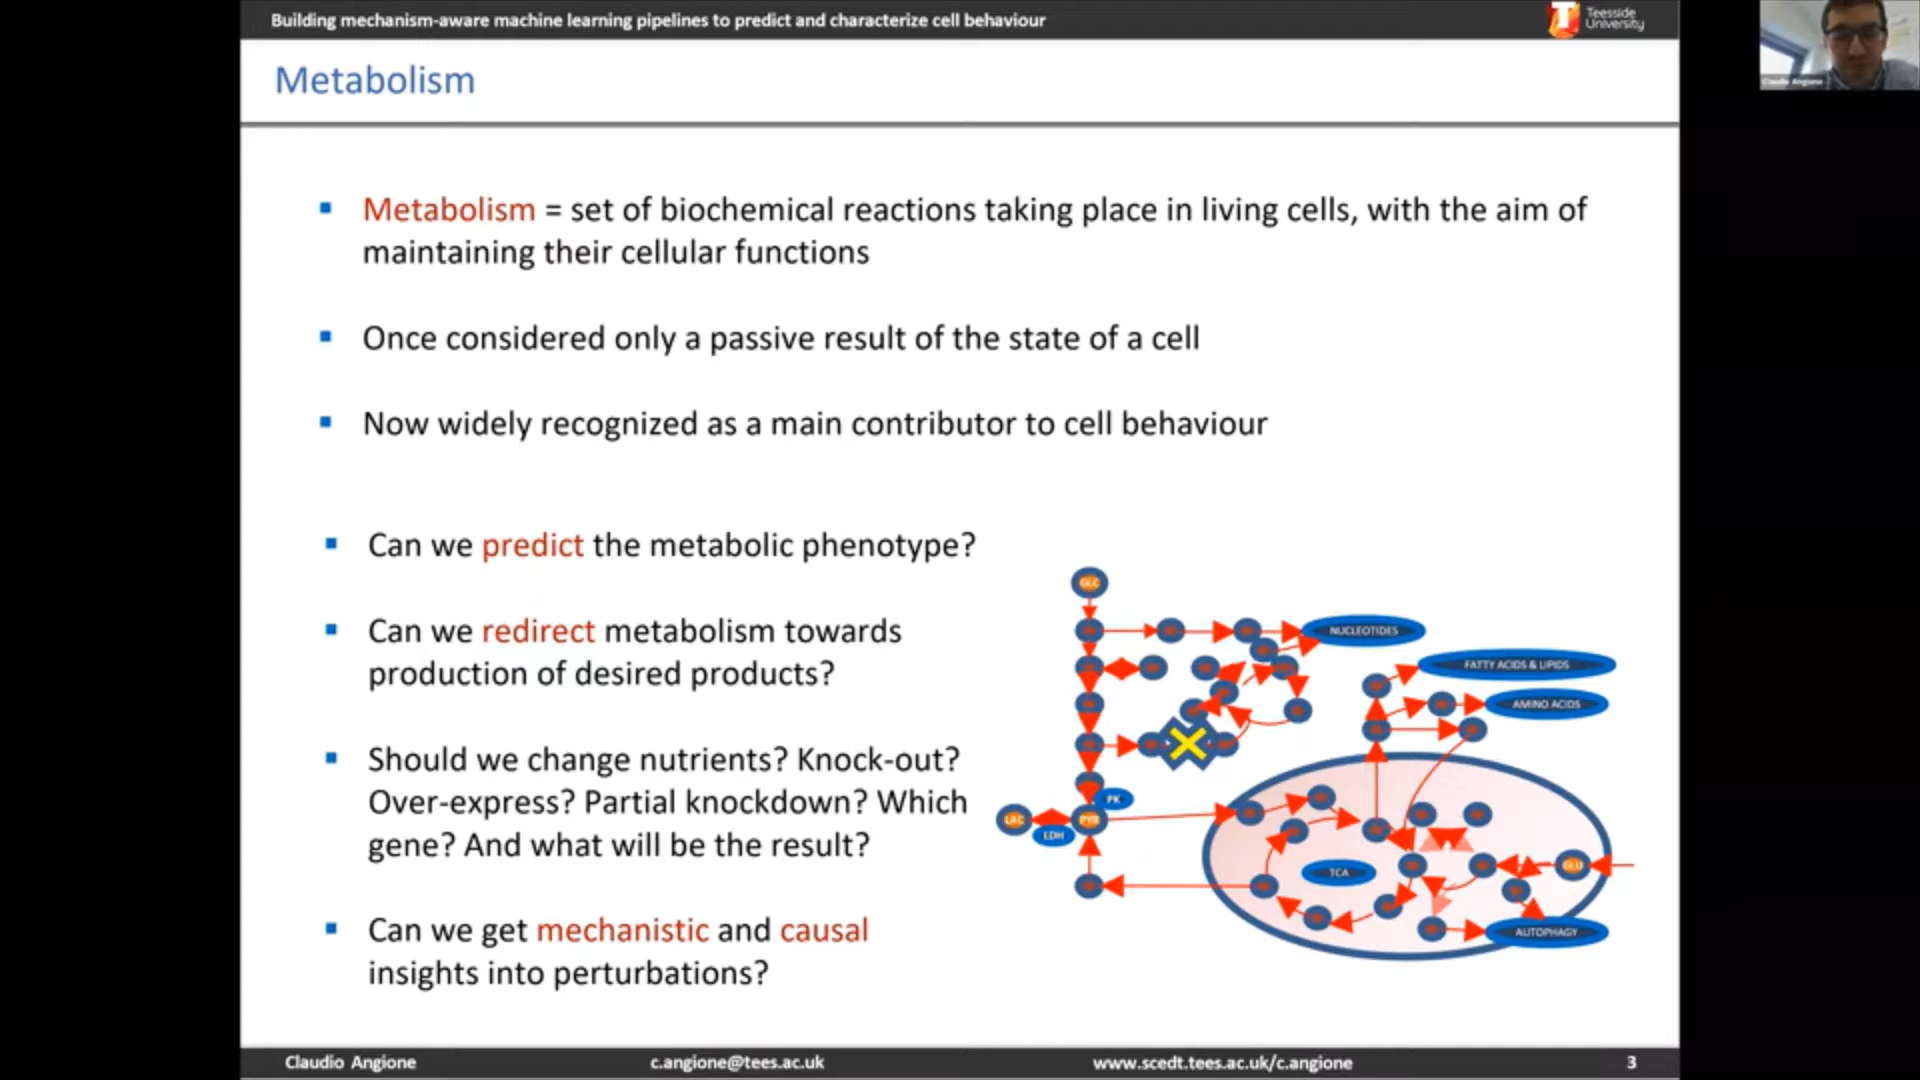 Building mechanism-aware machine learning pipelines to predict and characterize cell behaviour
Teesside
University
Claudio Angione
Metabolism
Metabolism = set of biochemical reactions taking place in living cells, with the aim of
maintaining their cellular functions
Once considered only a passive result of the state of a cell
Now widely recognized as a main contributor to cell behaviour
Can we predict the metabolic phenotype?
Can we redirect metabolism towards
production of desired products?
Should we change nutrients? Knock-out?
Over-express? Partial knockdown? Which
gene? And what will be the result?
Can we get mechanistic and causal
insights into perturbations?
GLC
NUCLEOTIDES
FATTY ACIDS & LIPIDS
AMINO ACIDS
PK
LAC
PYR
LDH
TCA
GLU
AUTOPHAGY
Claudio Angione
c.angione@tees.ac.uk
www.scedt.tees.ac.uk/c.angione
3